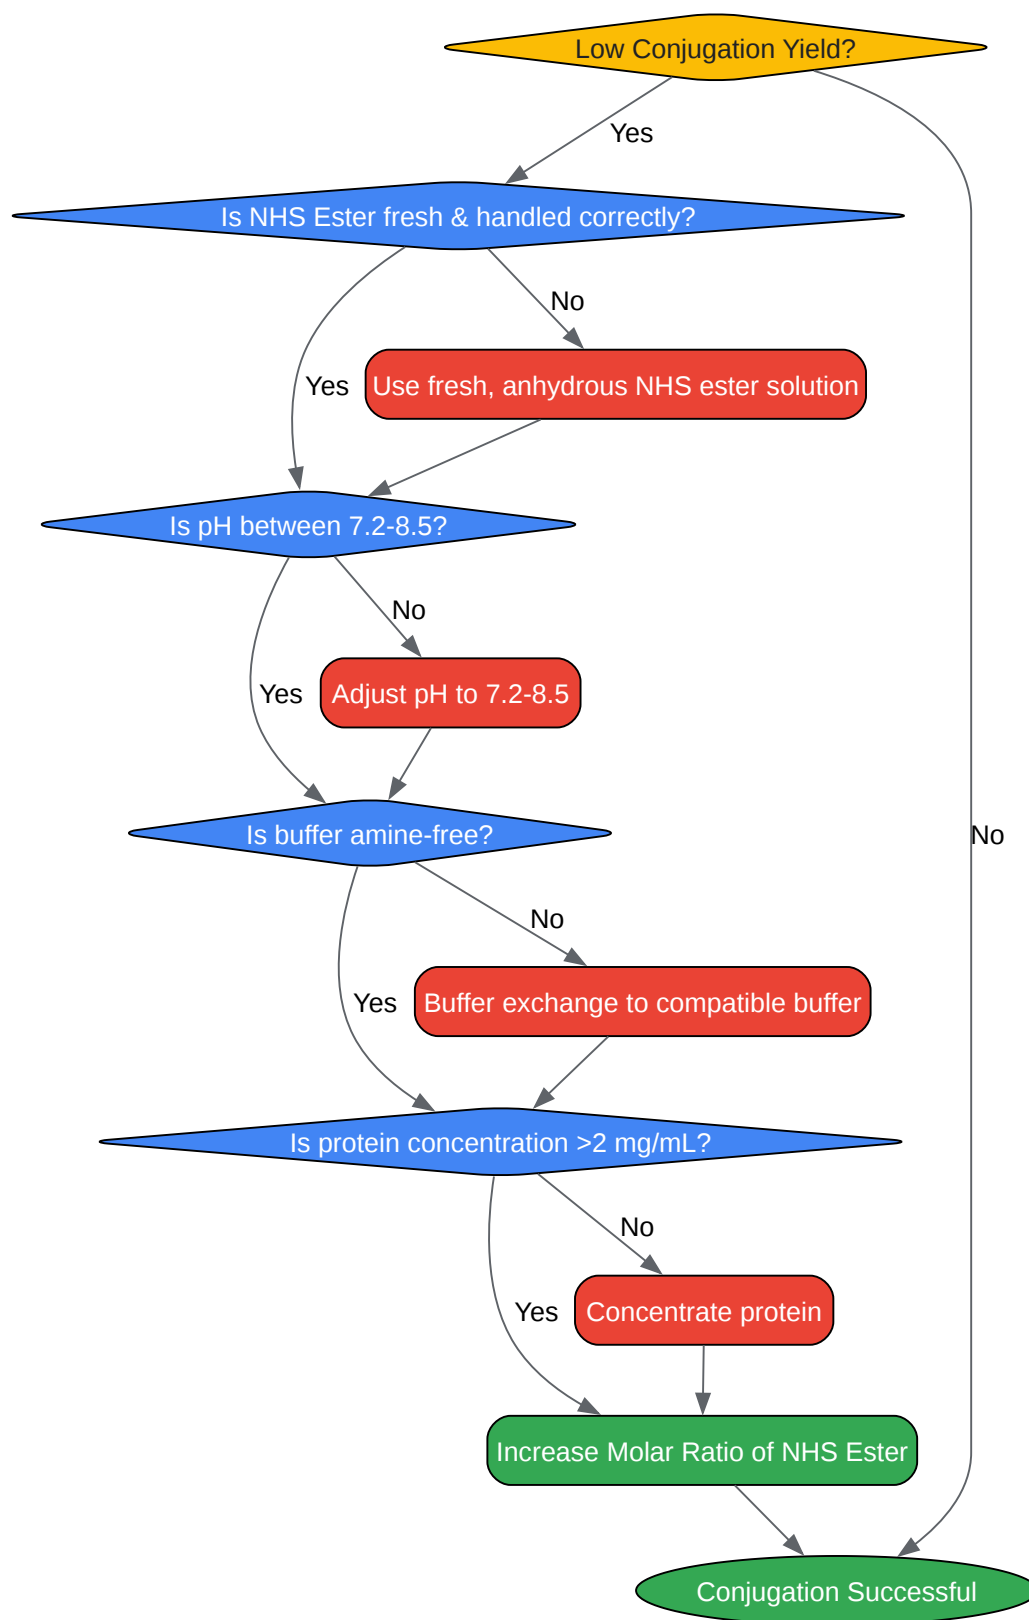 Low Conjugation Yield?
Yes
Is NHS Ester fresh & handled correctly?
No
Yes
Use fresh, anhydrous NHS ester solution
Is pH between 7.2-8.5?
No
Yes
Adjust pH to 7.2-8.5
Is buffer amine-free?
No
No
Yes
Buffer exchange to compatible buffer
Is protein concentration >2 mg/mL?
No
Yes
Concentrate protein
Increase Molar Ratio of NHS Ester
Conjugation Successful